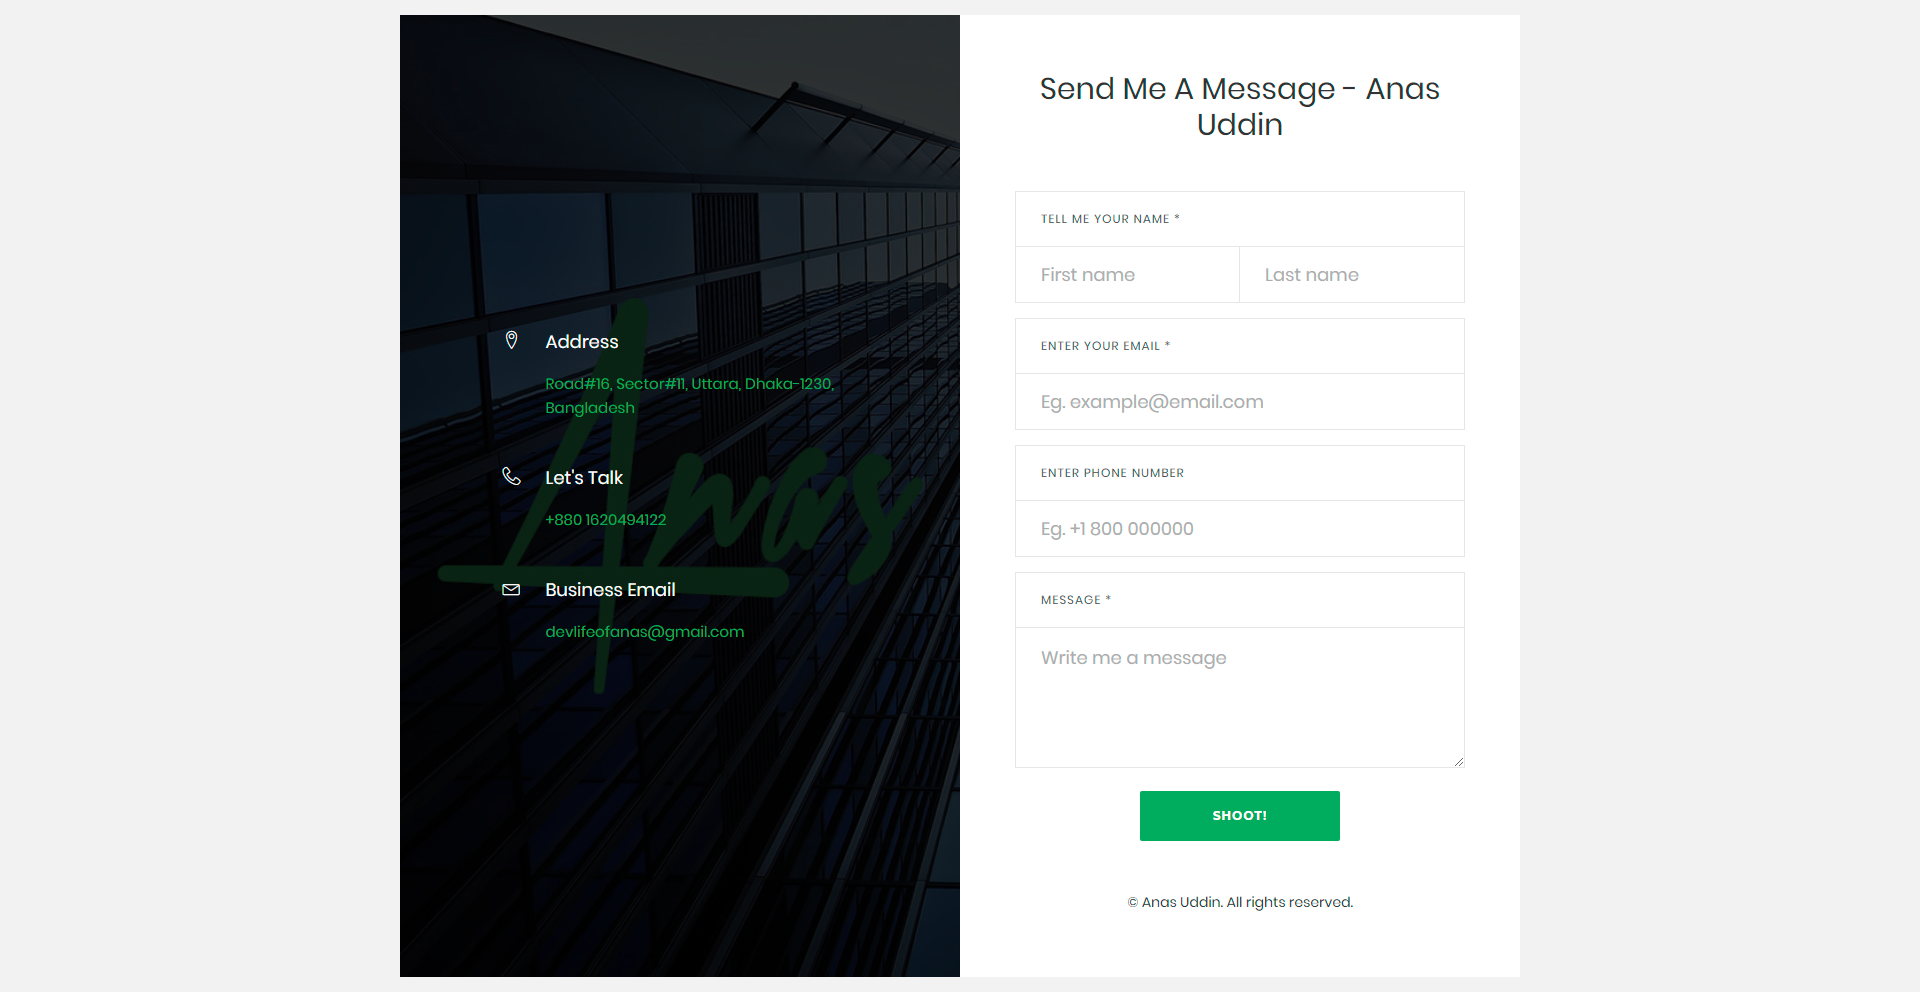 Anas
Address
Road#16, Sector#11, Uttara, Dhaka-1230,
Bangladesh
Let's Talk
+880 1620494122
Business Email
devlifeofanas@gmail.com
Send Me A Message - Anas
Uddin
TELL ME YOUR NAME *
First name
Last name
ENTER YOUR EMAIL *
Eg. example@email.com
ENTER PHONE NUMBER
Eg. +1 800 000000
MESSAGE *
Write me a message
SHOOT!
© Anas Uddin. All rights reserved.